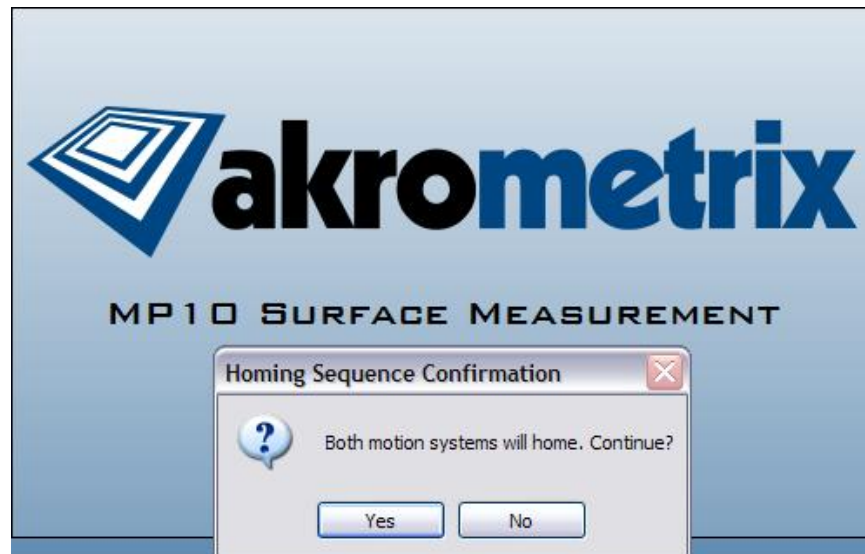 akrometrix
MP10 Surface Measurement
Homing Sequence Confirmation
Both motion systems will home. Continue?
Yes
No